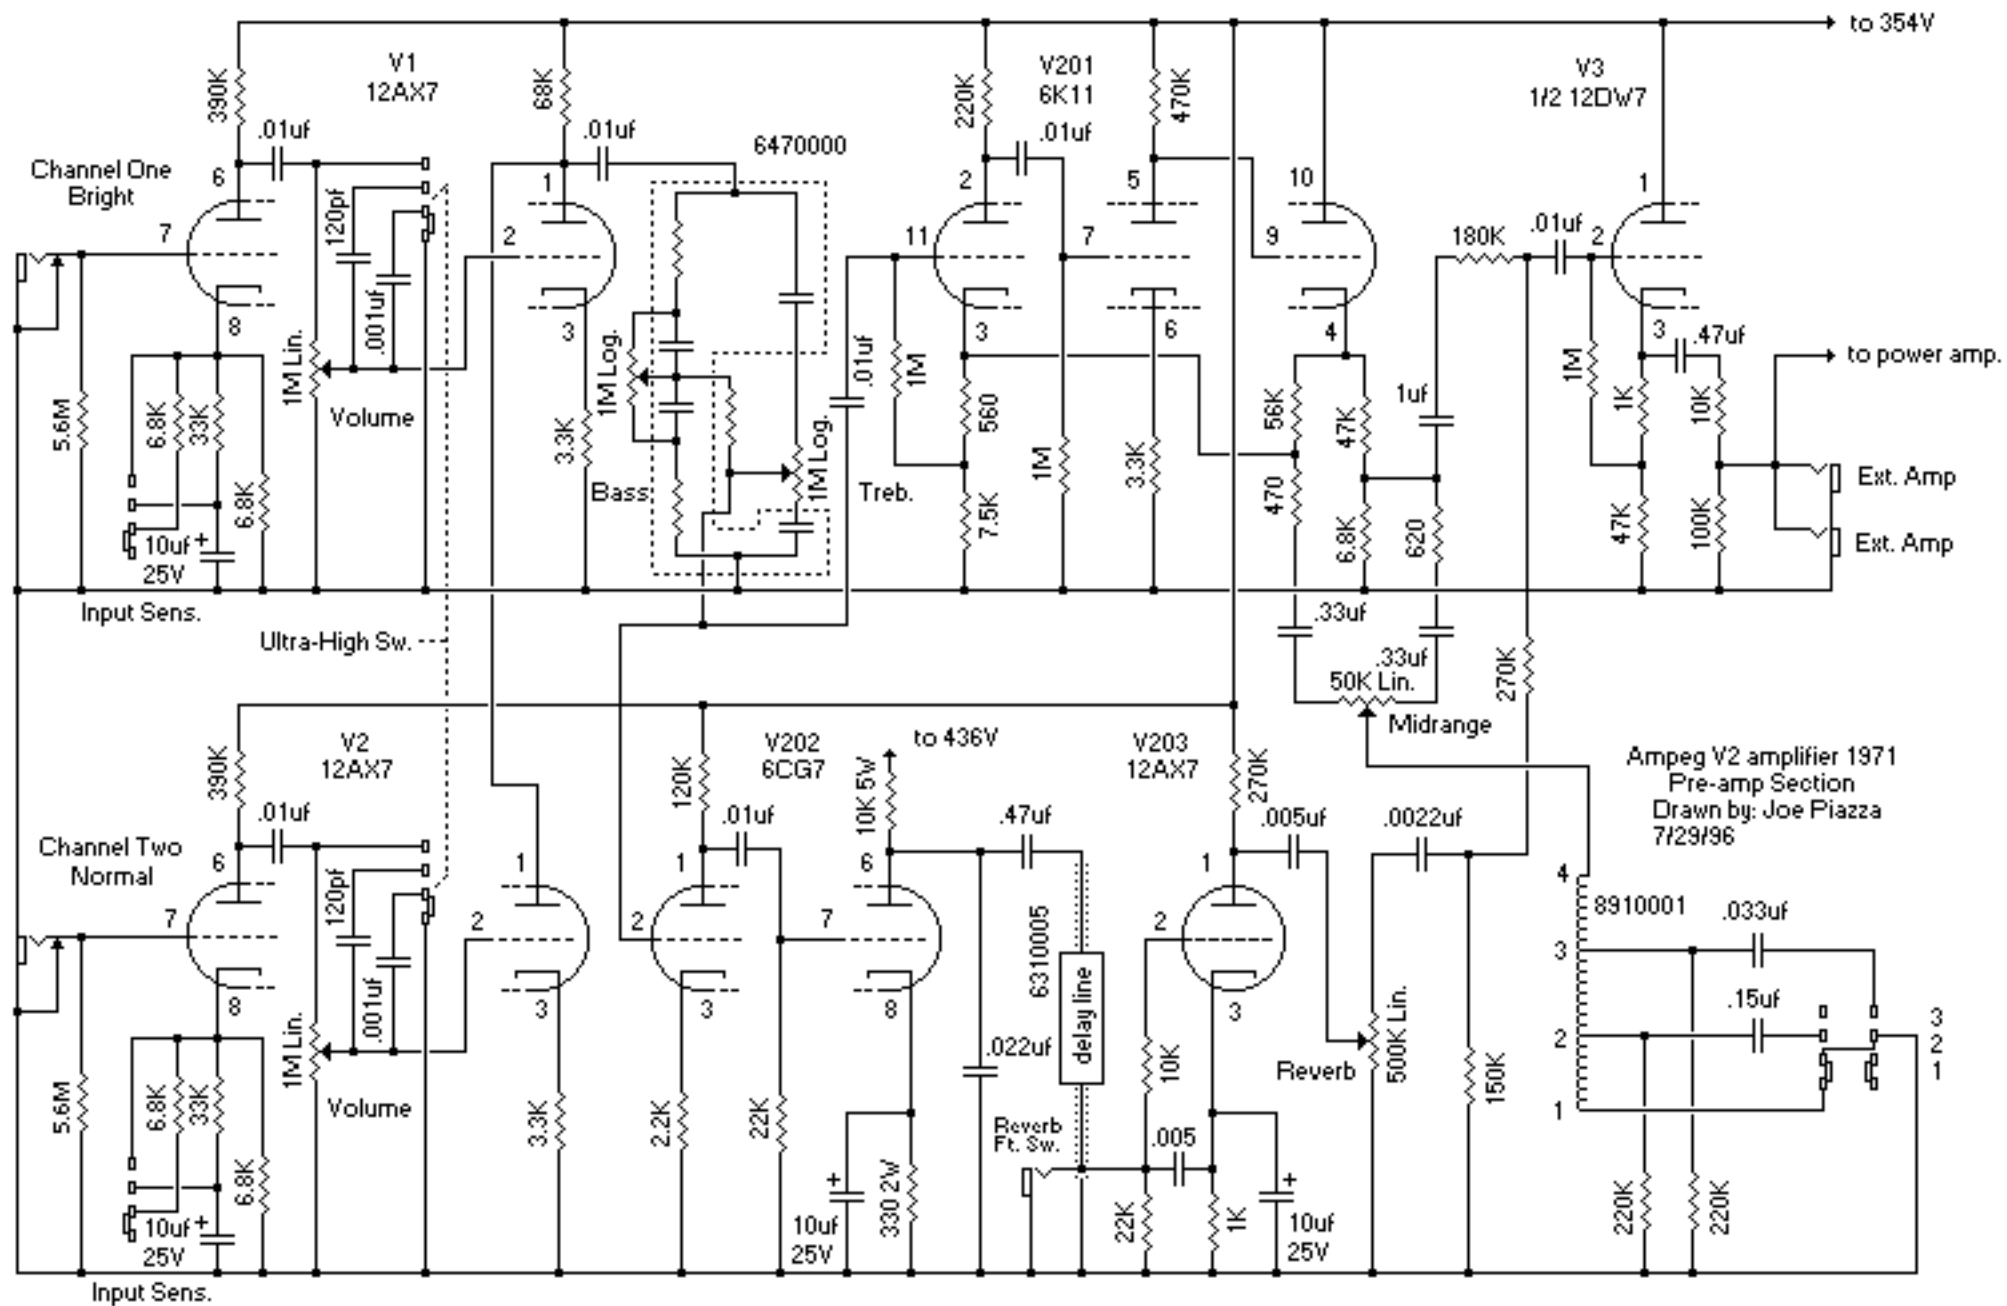 to 354V
V1
12AX7
390K
68K
220K
V201
6K11
470K
V3
1/2 12DW7
.01uf
.01uf
.01uf
6470000
Channel One
Bright
6
1
2
5
10
1
7
120pf
2
11
7
9
180K
.01uf
2
8
.001uf
3
3
6
4
3
.47uf
to power amp.
1M Lin.
Volume
1M Log.
.01uf
1M
560
56K
47K
1uf
1M
1K
10K
5.6M
6.8K
33K
3.3K
Bass
1M Log.
Treb.
1M
3.3K
470
Ext. Amp
6.8K
7.5K
6.8K
620
47K
100K
Ext. Amp
10uf +
25V
Input Sens.
Ultra-High Sw.
.33uf
.33uf
50K Lin.
270K
Midrange
V2
12AX7
390K
120K
V202
6CG7
to 436V
10K 5W
V203
12AX7
270K
Ampeg V2 amplifier 1971
Pre-amp Section
Drawn by: Joe Piazza
7/29/96
.01uf
.01uf
.47uf
.005uf
.0022uf
Channel Two
Normal
6
1
1
6
1
4
8910001
.033uf
7
120pf
2
2
7
6310005
2
3
8
.001uf
3
3
8
delay line
3
.15uf
3
2
2
1
1
1M Lin.
Volume
.022uf
10K
Reverb
500K Lin.
150K
5.6M
6.8K
33K
3.3K
2.2K
22K
Reverb
Ft. Sw.
.005
6.8K
10uf +
25V
+
10uf
25V
330 2W
22K
1K
+
10uf
25V
220K
220K
Input Sens.